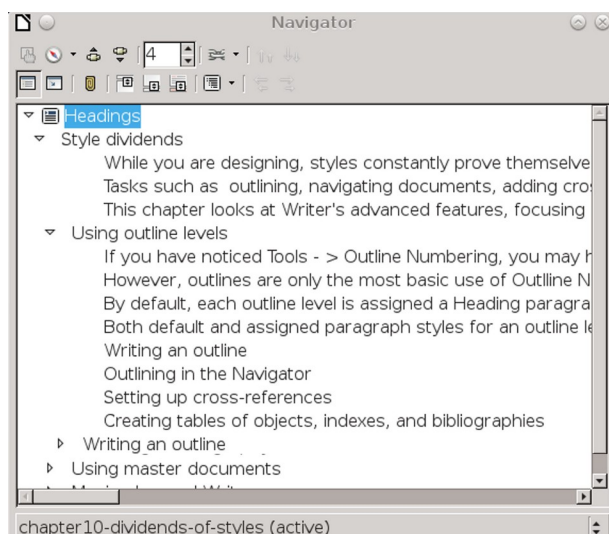 Navigator
4
Headings
Style dividends
While you are designing, styles constantly prove themselve
Tasks such as  outlining, navigating documents, adding cro
This chapter looks at Writer's advanced features, focusing
Using outline levels
If you have noticed Tools - > Outline Numbering, you may h
However, outlines are only the most basic use of Outlline N
By default, each outline level is assigned a Heading paragra
Both default and assigned paragraph styles for an outline le
Writing an outline
Outlining in the Navigator
Setting up cross-references
Creating tables of objects, indexes, and bibliographies
Writing an outline
Using master documents
chapter10-dividends-of-styles (active)